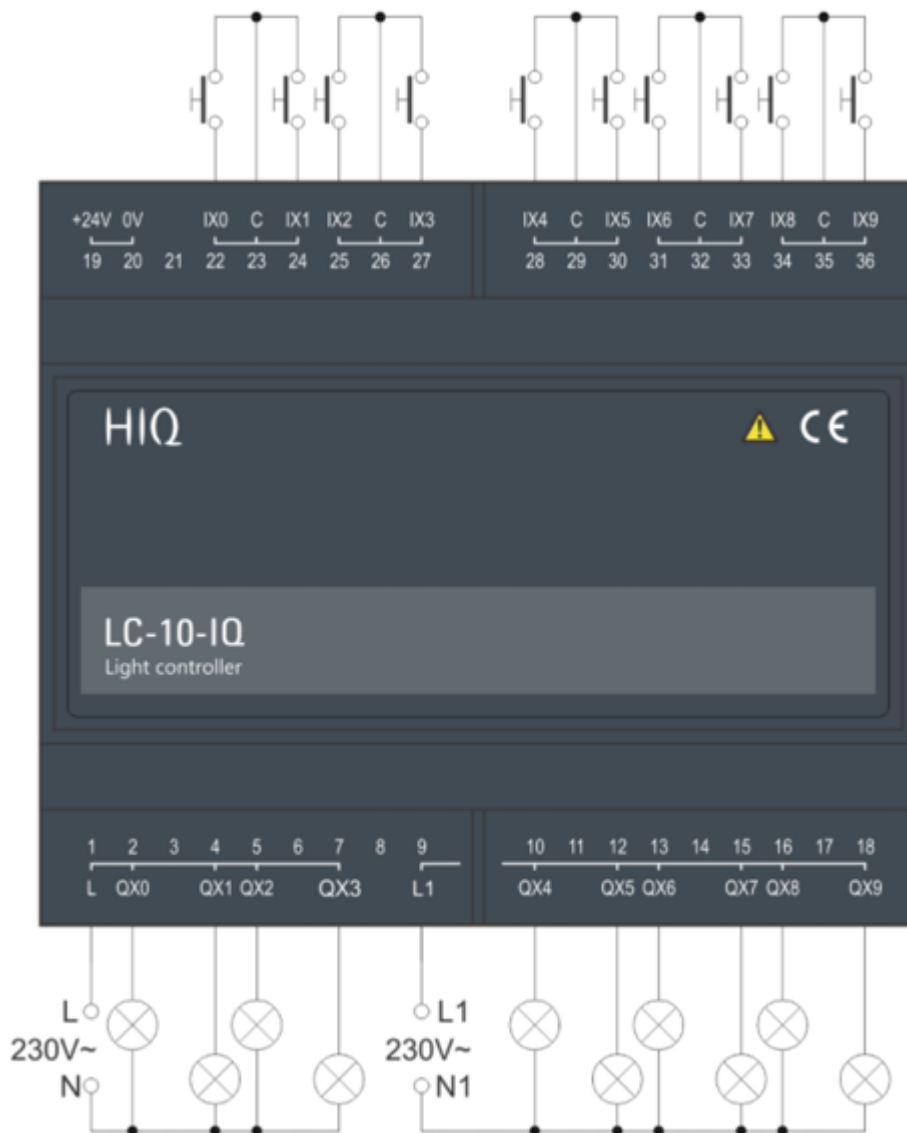 +24V 0V IX0 C IX1 IX2 C IX3 IX4 C IX5 IX6 C IX7 IX8 C IX9
19 20 21 22 23 24 25 26 27 28 29 30 31 32 33 34 35 36
HIQ CE
LC-10-IQ
Light controller
1 2 3 4 5 6 7 8 9 10 11 12 13 14 15 16 17 18
L QX0 QX1 QX2 QX3 L1 QX4 QX5 QX6 QX7 QX8 QX9
L L1
230V~ 230V~
N N1